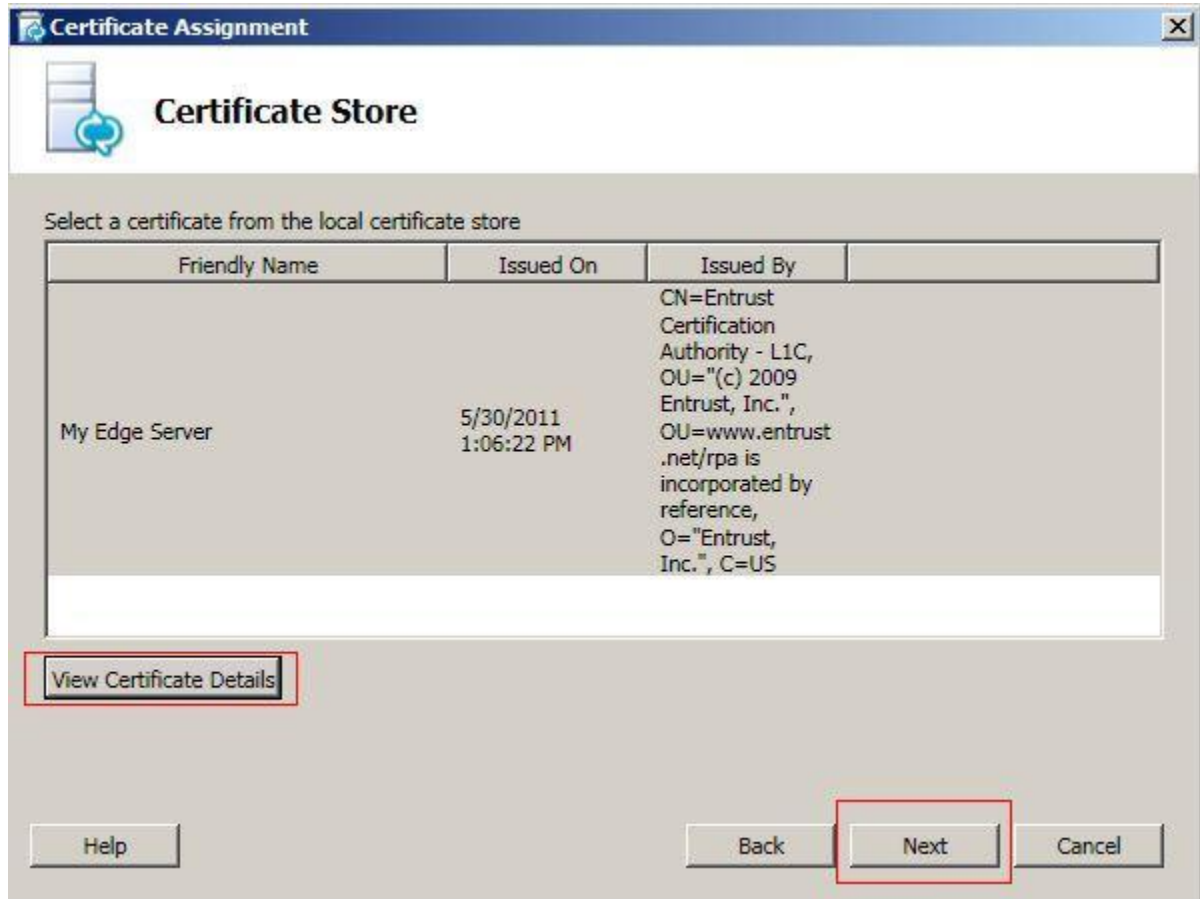 Certificate Assignment
Certificate Store
Select a certificate from the local certificate store
Friendly Name Issued On Issued By
My Edge Server
5/30/2011
1:06:22 PM
CN=Entrust
Certification
Authority - L1C,
OU="(c) 2009
Entrust, Inc.",
OU=www.entrust
.net/rpa is
incorporated by
reference,
O="Entrust,
Inc.", C=US
View Certificate Details
Help Back Next Cancel